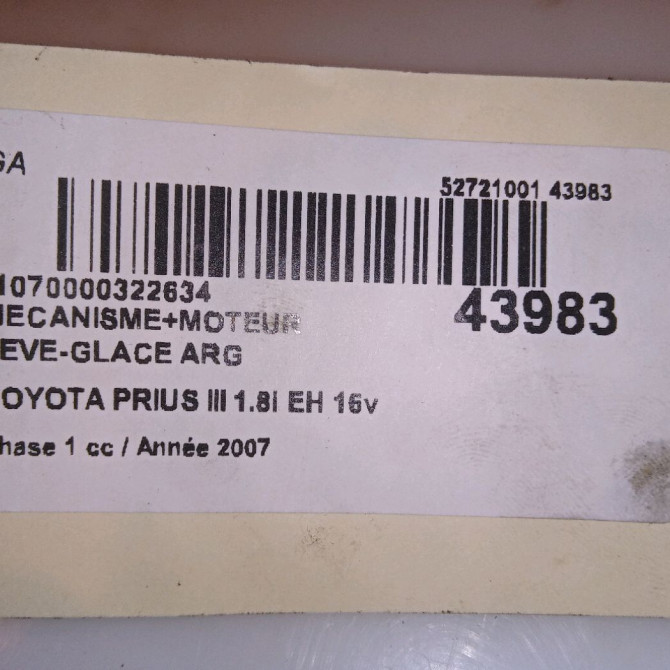 GA
52721001 43983
1070000322634
43983
MECANISME+MOTEUR
EVE-GLACE ARG
OYOTA PRIUS III 1.8i EH 16v
hase 1 cc / Année 2007